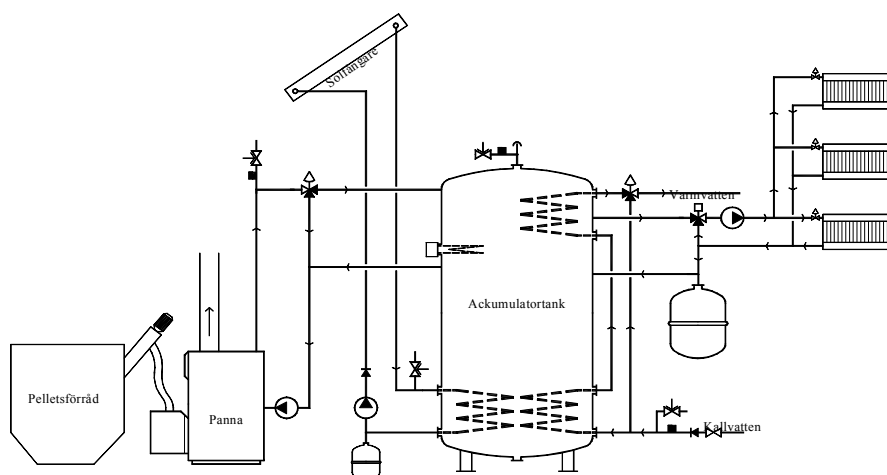 Solfångare
Varmvatten
Ackumulatortank
Pelletsförråd
Panna
Kallvatten